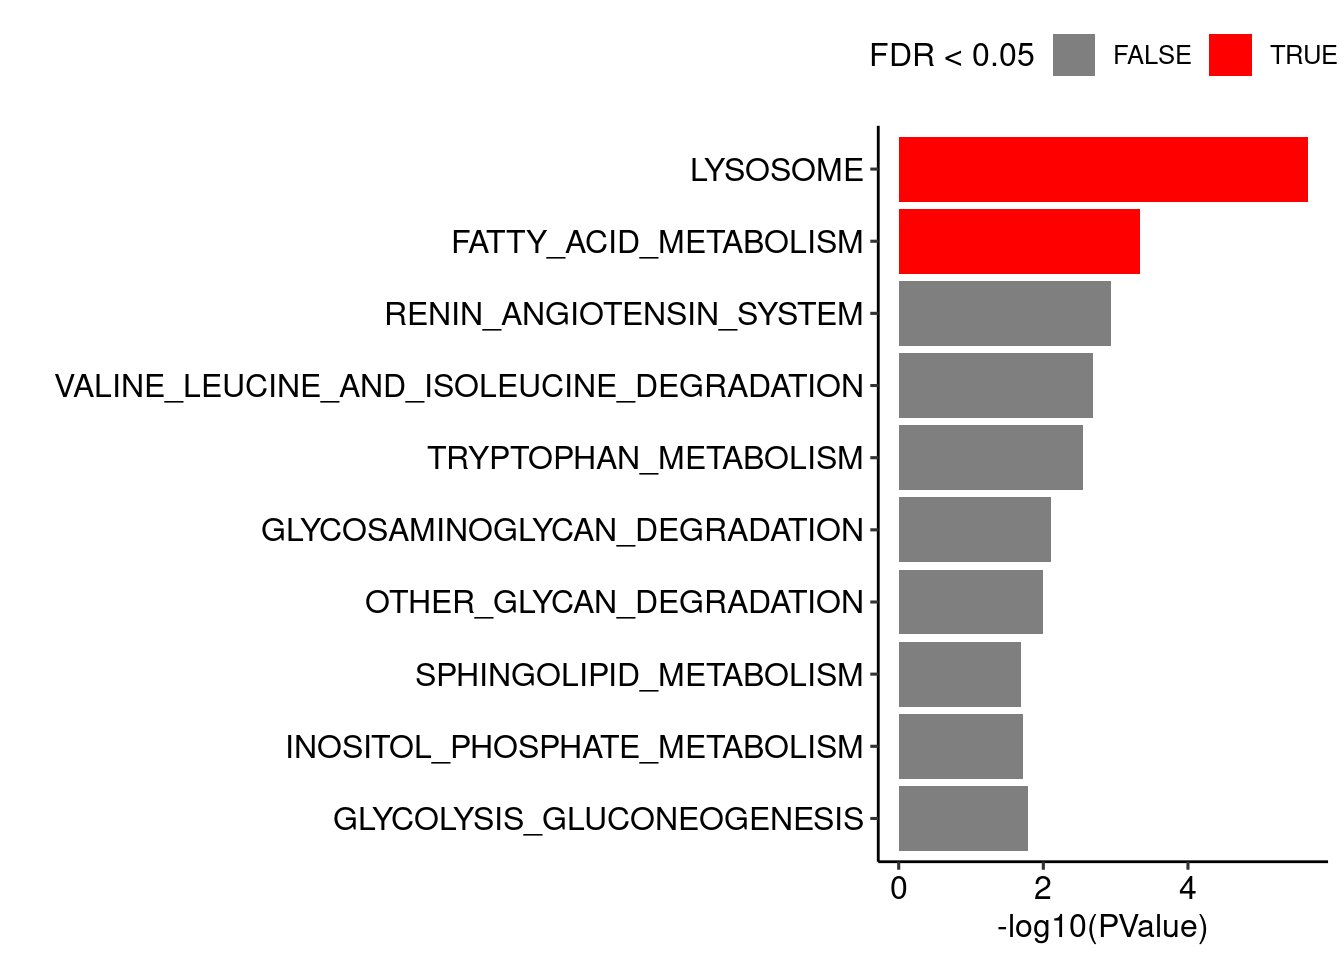 FDR < 0.05 FALSE TRUE
LYSOSOME
FATTY_ACID_METABOLISM
RENIN_ANGIOTENSIN_SYSTEM
VALINE_LEUCINE_AND_ISOLEUCINE_DEGRADATION
TRYPTOPHAN_METABOLISM
GLYCOSAMINOGLYCAN_DEGRADATION
OTHER_GLYCAN_DEGRADATION
SPHINGOLIPID_METABOLISM
INOSITOL_PHOSPHATE_METABOLISM
GLYCOLYSIS_GLUCONEOGENESIS
0 2 4
-log10(PValue)